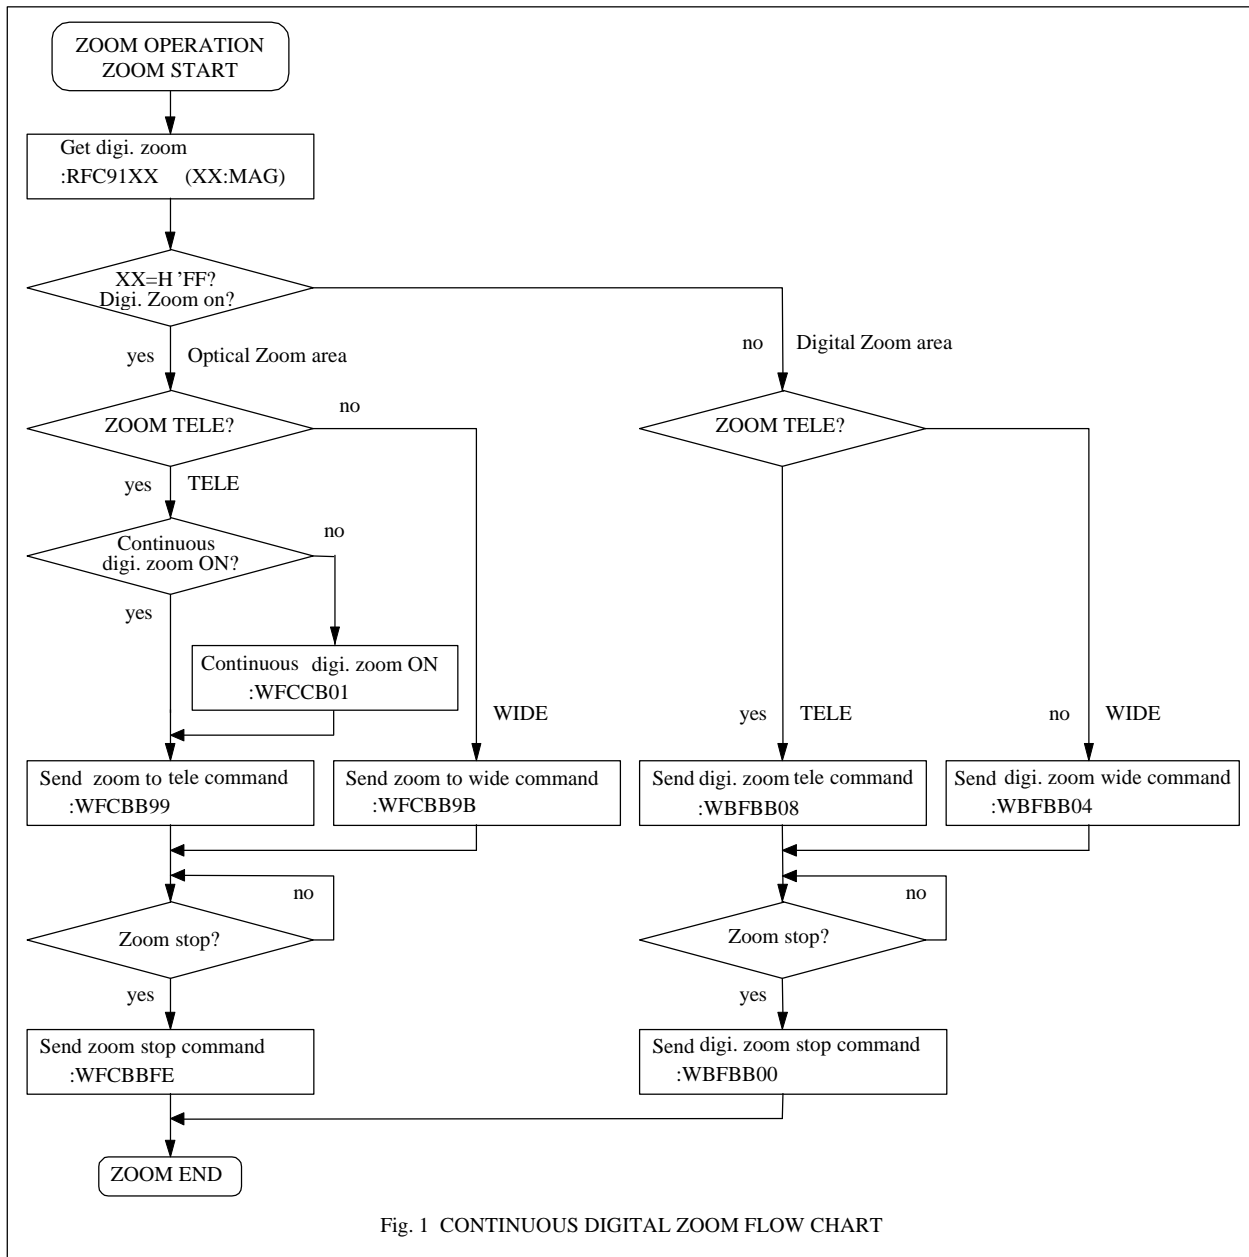 ZOOM OPERATION
ZOOM START
Get digi. zoom
:RFC91XX (XX:MAG)
XX=H 'FF?
Digi. Zoom on?
yes Optical Zoom area
no Digital Zoom area
ZOOM TELE?
no
ZOOM TELE?
yes TELE
Continuous
digi. zoom ON?
no
yes
Continuous digi. zoom ON
:WFCCB01
WIDE
yes TELE
no WIDE
Send zoom to tele command
:WFCBB99
Send zoom to wide command
:WFCBB9B
Send digi. zoom tele command
:WBFBB08
Send digi. zoom wide command
:WBFBB04
no
Zoom stop?
no
Zoom stop?
yes
yes
Send zoom stop command
:WFCBBFE
Send digi. zoom stop command
:WBFBB00
ZOOM END
Fig. 1 CONTINUOUS DIGITAL ZOOM FLOW CHART